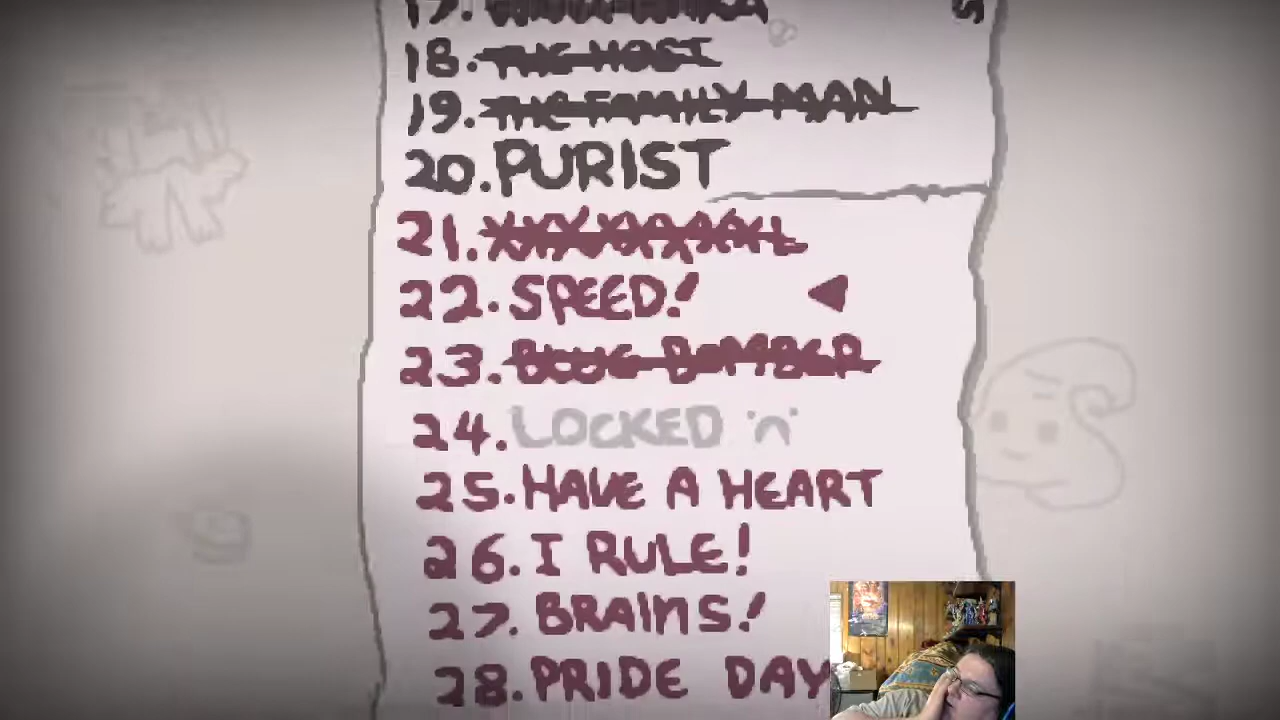 18. THE HOST
19. THE FAMILY MAN
20. PURIST
21. XXXXXXXXL
22. SPEED!
23. BLUE BOMBER
24. LOCKED
25. HAVE A HEART
26. I RULE!
27. BRAINS!
28. PRIDE DAY